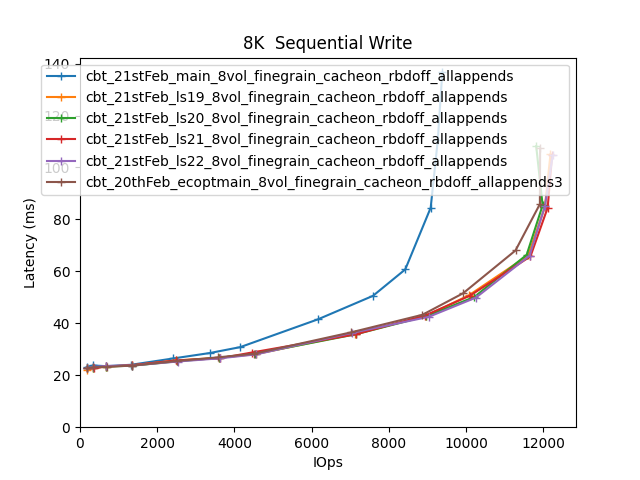 8K  Sequential Write
cbt_21stFeb_main_8vol_finegrain_cacheon_rbdoff_allappends
cbt_21stFeb_ls19_8vol_finegrain_cacheon_rbdoff_allappends
cbt_21stFeb_ls20_8vol_finegrain_cacheon_rbdoff_allappends
cbt_21stFeb_ls21_8vol_finegrain_cacheon_rbdoff_allappends
cbt_21stFeb_ls22_8vol_finegrain_cacheon_rbdoff_allappends
cbt_20thFeb_ecoptmain_8vol_finegrain_cacheon_rbdoff_allappends3
Latency (ms)
140
120
100
80
60
40
20
0
0 2000 4000 6000 8000 10000 12000
IOps